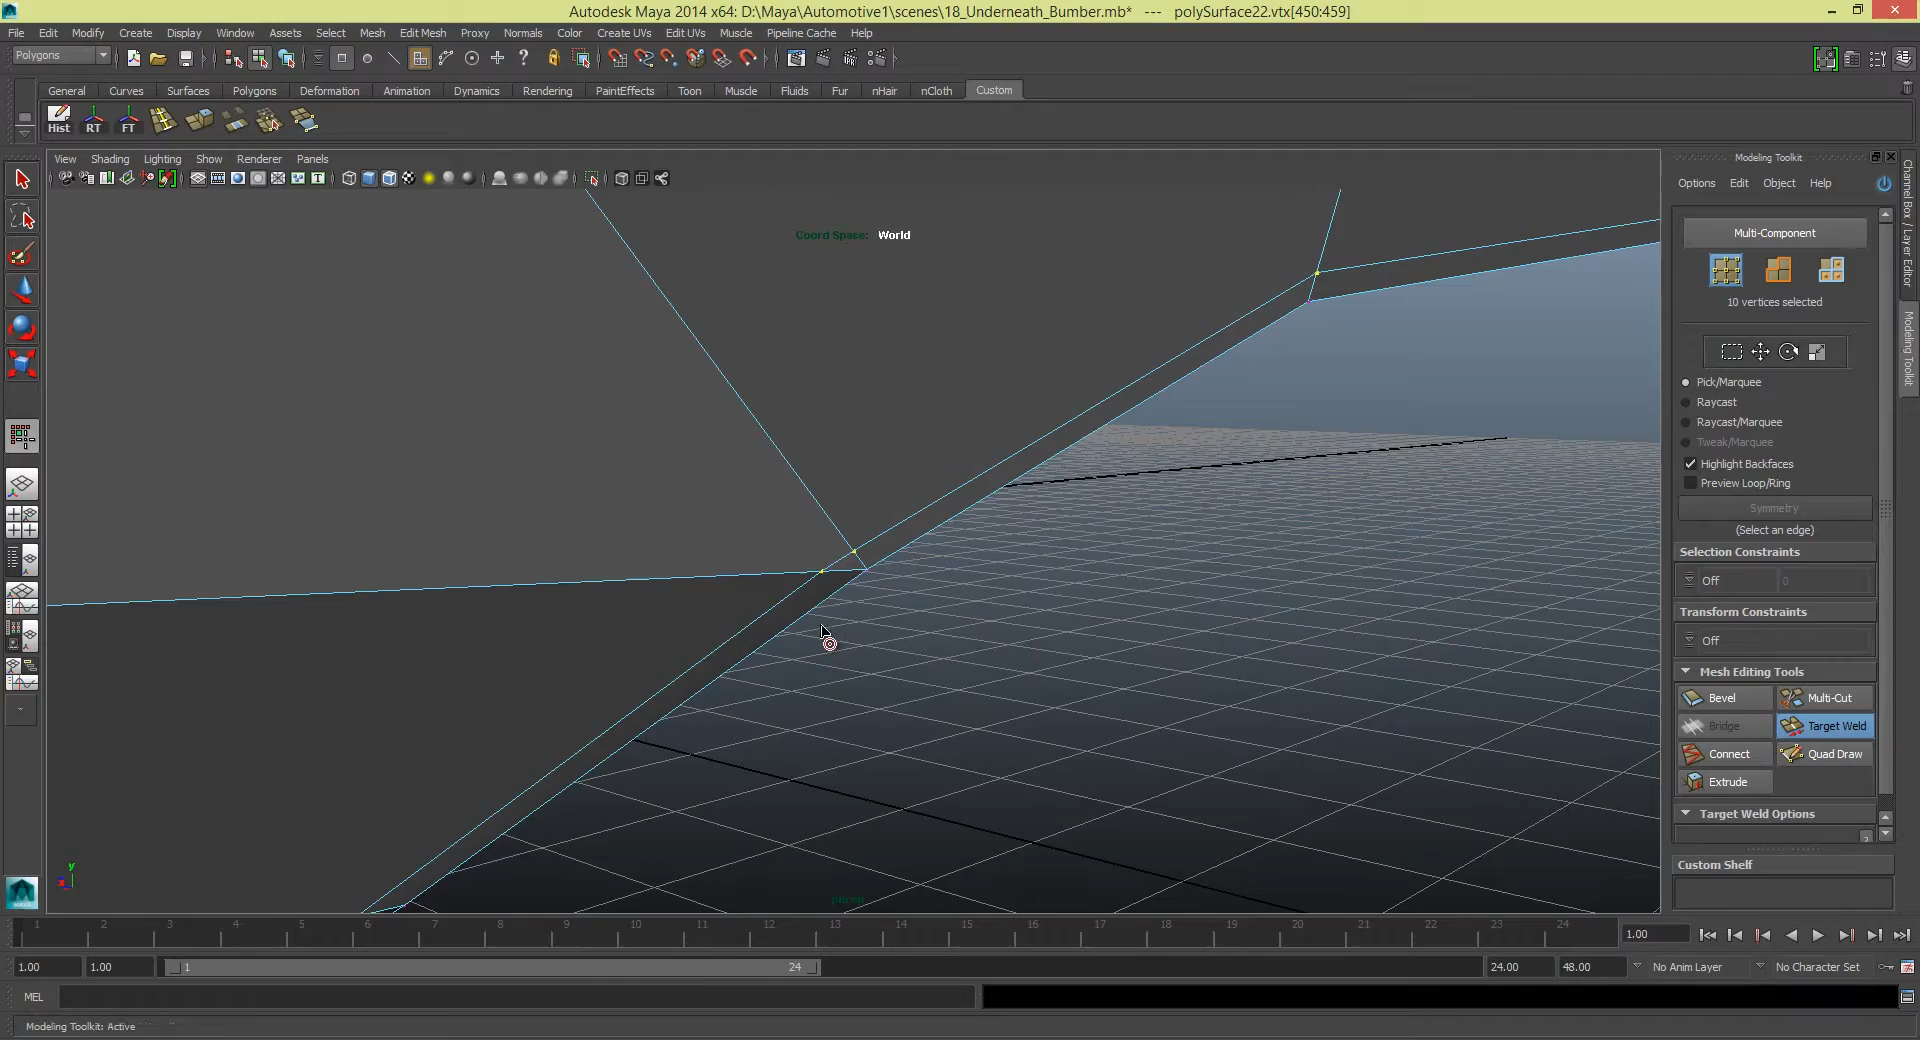 Autodesk Maya 2014 x64: D:\Maya\Automotive1\scenes\18_Underneath_Bumber.mb* --- polySurface22.vtx[450:459]
File Edit Modify Create Display Window Assets Select Mesh Edit Mesh Proxy Normals Color Create UVs Edit UVs Muscle Pipeline Cache Help
Polygons
General Curves Surfaces Polygons Deformation Animation Dynamics Rendering PaintEffects Toon Muscle Fluids Fur nHair nCloth Custom
Hist RT FT
View Shading Lighting Show Renderer Panels
Coord Space: World
persp
y
Modeling Toolkit
Options Edit Object Help
Multi-Component
10 vertices selected
Pick/Marquee
Raycast
Raycast/Marquee
Tweak/Marquee
Highlight Backfaces
Preview Loop/Ring
Symmetry
(Select an edge)
Selection Constraints
Off 0
Transform Constraints
Off
Mesh Editing Tools
Bevel Multi-Cut
Bridge Target Weld
Connect Quad Draw
Extrude
Target Weld Options
Custom Shelf
Channel Box / Layer Editor
Modeling Toolkit
1 2 3 4 5 6 7 8 9 10 11 12 13 14 15 16 17 18 19 20 21 22 23 24 1.00
1.00 1.00 1 24 24.00 48.00 No Anim Layer No Character Set
MEL
Modeling Toolkit: Active